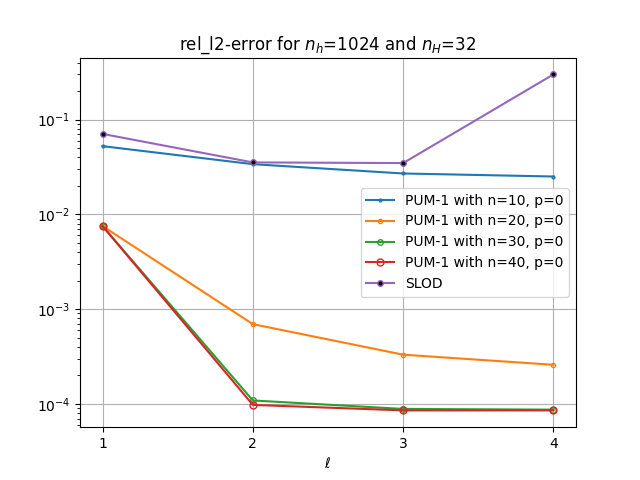 rel_l2-error for $n_h$=1024 and $n_H$=32
$10^{-1}$
$10^{-2}$
$10^{-3}$
$10^{-4}$
PUM-1 with n=10, p=0
PUM-1 with n=20, p=0
PUM-1 with n=30, p=0
PUM-1 with n=40, p=0
SLOD
1 2 3 4
ℓ